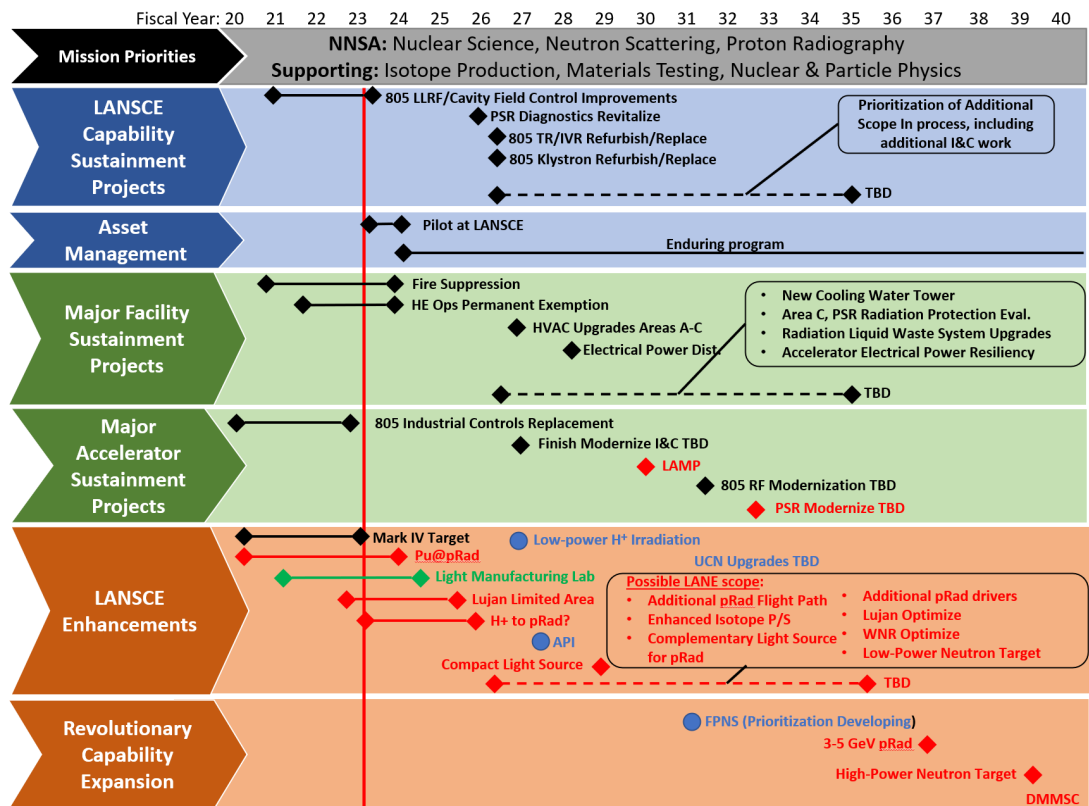 Fiscal Year: 20 21 22 23 24 25 26 27 28 29 30 31 32 33 34 35 36 37 38 39 40
Mission Priorities
NNSA: Nuclear Science, Neutron Scattering, Proton Radiography
Supporting: Isotope Production, Materials Testing, Nuclear & Particle Physics
LANSCE
Capability
Sustainment
Projects
805 LLRF/Cavity Field Control Improvements
PSR Diagnostics Revitalize
805 TR/IVR Refurbish/Replace
805 Klystron Refurbish/Replace
TBD
Prioritization of Additional
Scope In process, including
additional I&C work
Asset
Management
Pilot at LANSCE
Enduring program
Major Facility
Sustainment
Projects
Fire Suppression
HE Ops Permanent Exemption
HVAC Upgrades Areas A-C
Electrical Power Dist.
TBD
• New Cooling Water Tower
• Area C, PSR Radiation Protection Eval.
• Radiation Liquid Waste System Upgrades
• Accelerator Electrical Power Resiliency
Major
Accelerator
Sustainment
Projects
805 Industrial Controls Replacement
Finish Modernize I&C TBD
LAMP
805 RF Modernization TBD
PSR Modernize TBD
LANSCE
Enhancements
Mark IV Target
Low-power H⁺ Irradiation
Pu@pRad
UCN Upgrades TBD
Light Manufacturing Lab
Lujan Limited Area
H+ to pRad?
API
Compact Light Source
TBD
Possible LANE scope:
• Additional pRad Flight Path
• Enhanced Isotope P/S
• Complementary Light Source
for pRad
• Additional pRad drivers
• Lujan Optimize
• WNR Optimize
• Low-Power Neutron Target
Revolutionary
Capability
Expansion
FPNS (Prioritization Developing)
3-5 GeV pRad
High-Power Neutron Target
DMMSC